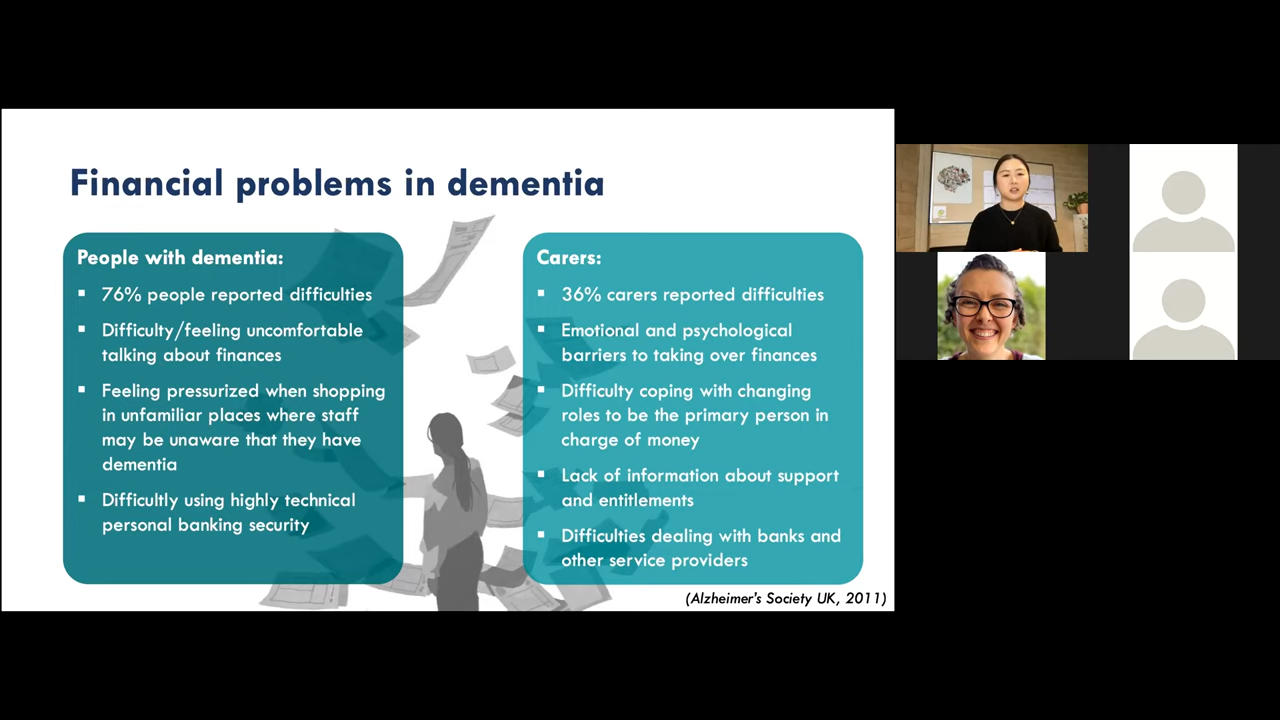 Financial problems in dementia
People with dementia:
▪ 76% people reported difficulties
▪ Difficulty/feeling uncomfortable
talking about finances
▪ Feeling pressurized when shopping
in unfamiliar places where staff
may be unaware that they have
dementia
▪ Difficultly using highly technical
personal banking security
Carers:
▪ 36% carers reported difficulties
▪ Emotional and psychological
barriers to taking over finances
▪ Difficulty coping with changing
roles to be the primary person in
charge of money
▪ Lack of information about support
and entitlements
▪ Difficulties dealing with banks and
other service providers
(Alzheimer's Society UK, 2011)